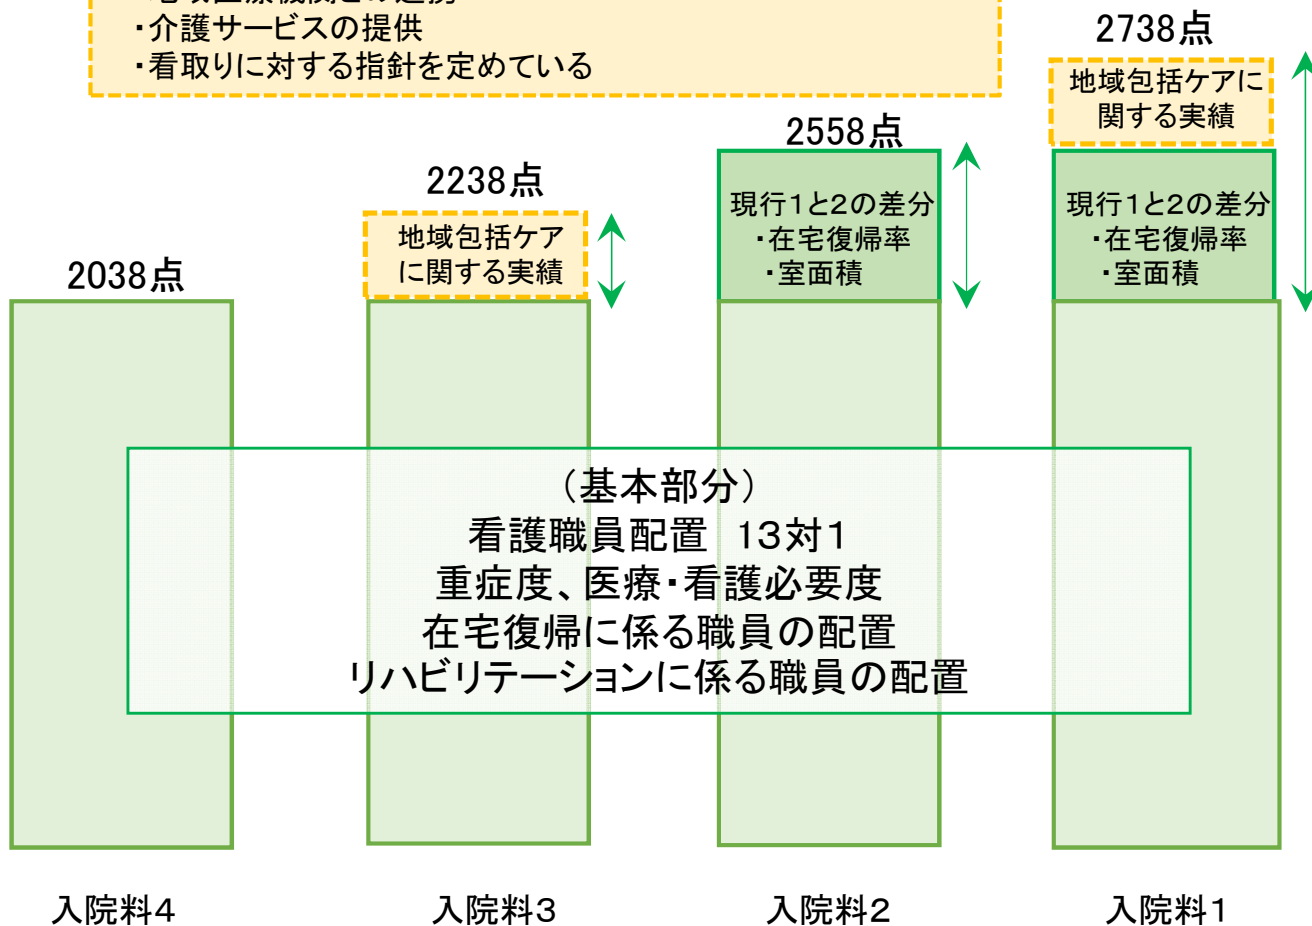 ・介護サービスの提供
・看取りに対する指針を定めている
2738点
地域包括ケアに
関する実績
2558点
現行1と2の差分
・在宅復帰率
・室面積
現行1と2の差分
・在宅復帰率
・室面積
2238点
地域包括ケア
に関する実績
2038点
（基本部分）
看護職員配置 13対1
重症度、医療・看護必要度
在宅復帰に係る職員の配置
リハビリテーションに係る職員の配置
入院料4
入院料3
入院料2
入院料1